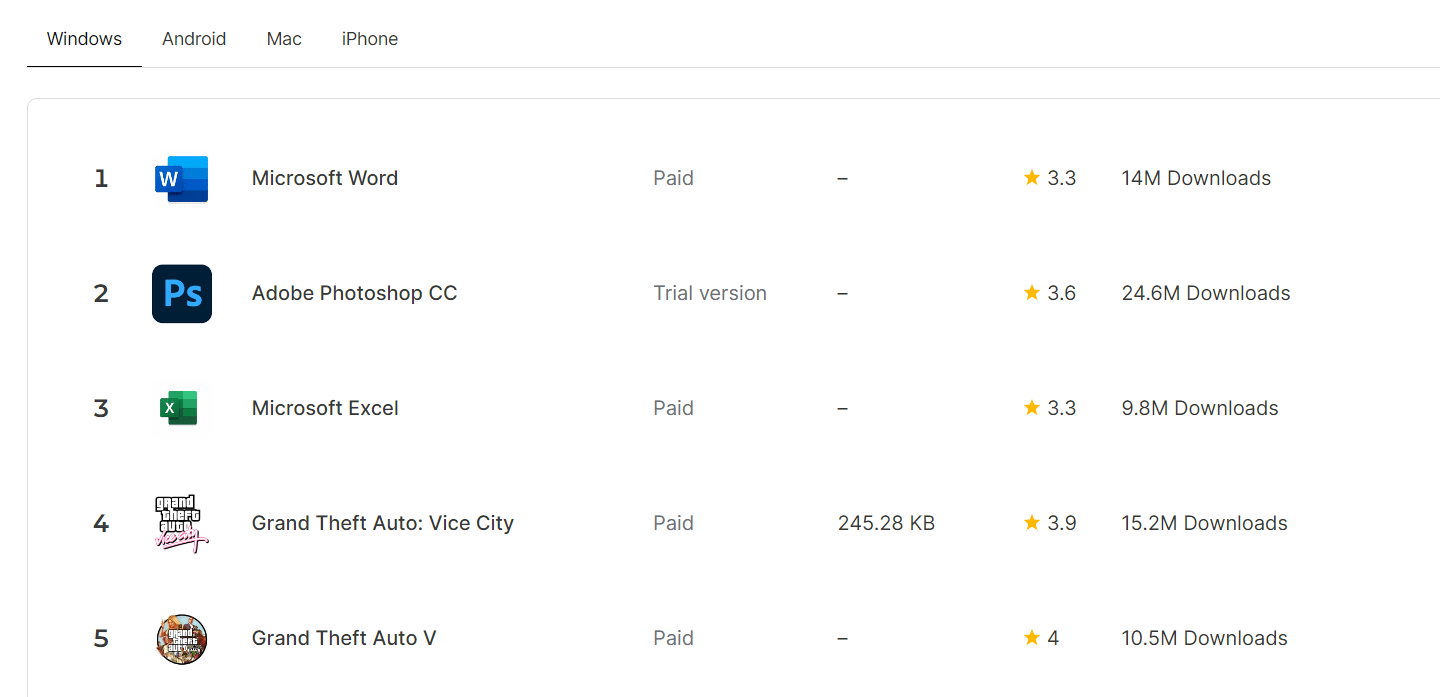 Windows Android Mac iPhone
1 W Microsoft Word Paid – 3.3 14M Downloads
2 Ps Adobe Photoshop CC Trial version – 3.6 24.6M Downloads
3 X Microsoft Excel Paid – 3.3 9.8M Downloads
4 grand theft auto vice city Grand Theft Auto: Vice City Paid 245.28 KB 3.9 15.2M Downloads
5 grand theft auto V Grand Theft Auto V Paid – 4 10.5M Downloads